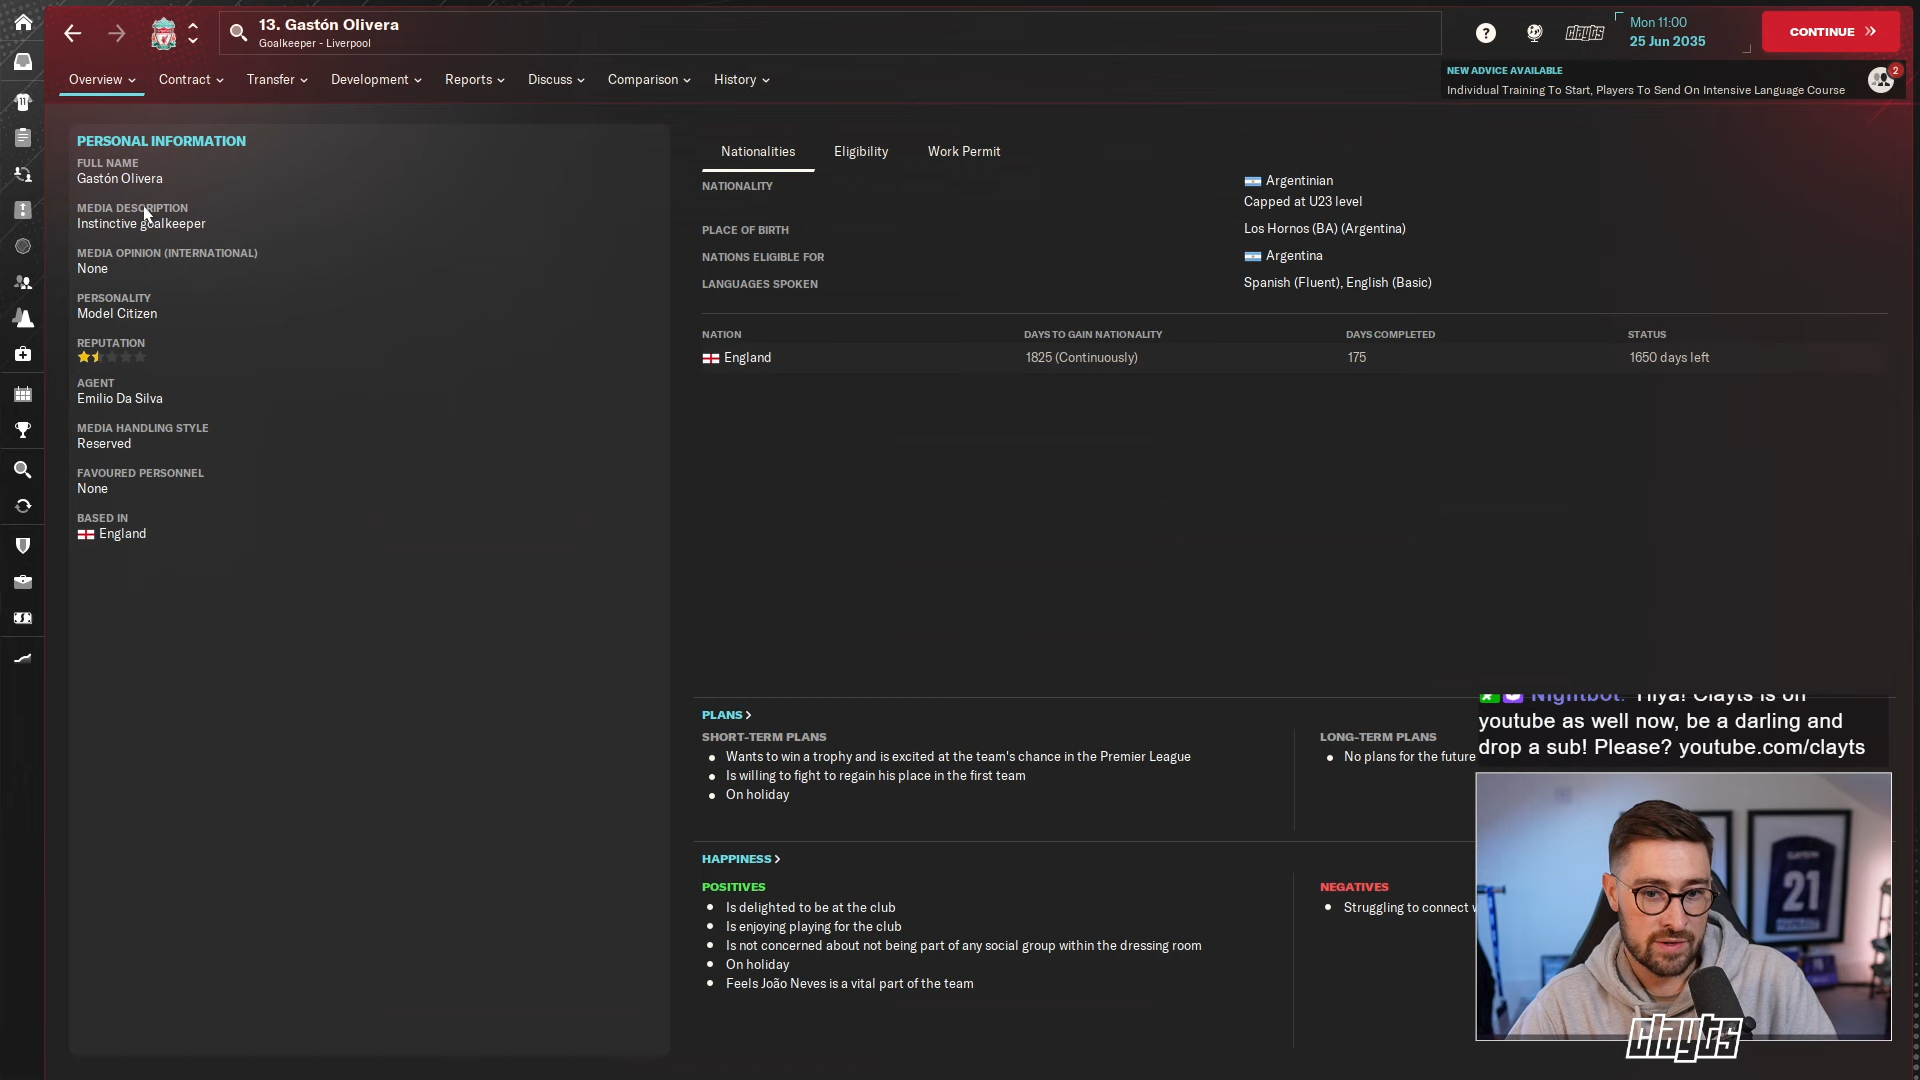 13. Gastón Olivera
Goalkeeper - Liverpool
clayts
Mon 11:00
25 Jun 2035
CONTINUE
Overview
Contract
Transfer
Development
Reports
Discuss
Comparison
History
NEW ADVICE AVAILABLE
Individual Training To Start, Players To Send On Intensive Language Course
2
PERSONAL INFORMATION
FULL NAME
Gastón Olivera
MEDIA DESCRIPTION
Instinctive goalkeeper
MEDIA OPINION (INTERNATIONAL)
None
PERSONALITY
Model Citizen
REPUTATION
AGENT
Emilio Da Silva
MEDIA HANDLING STYLE
Reserved
FAVOURED PERSONNEL
None
BASED IN
England
Nationalities
Eligibility
Work Permit
NATIONALITY
Argentinian
Capped at U23 level
PLACE OF BIRTH
Los Hornos (BA) (Argentina)
NATIONS ELIGIBLE FOR
Argentina
LANGUAGES SPOKEN
Spanish (Fluent), English (Basic)
NATION
DAYS TO GAIN NATIONALITY
DAYS COMPLETED
STATUS
England
1825 (Continuously)
175
1650 days left
PLANS
SHORT-TERM PLANS
Wants to win a trophy and is excited at the team's chance in the Premier League
Is willing to fight to regain his place in the first team
On holiday
LONG-TERM PLANS
No plans for the future
HAPPINESS
POSITIVES
Is delighted to be at the club
Is enjoying playing for the club
Is not concerned about not being part of any social group within the dressing room
On holiday
Feels João Neves is a vital part of the team
NEGATIVES
Struggling to connect
Nightbot: Hiya! Clayts is on
youtube as well now, be a darling and
drop a sub! Please? youtube.com/clayts
21
clayts